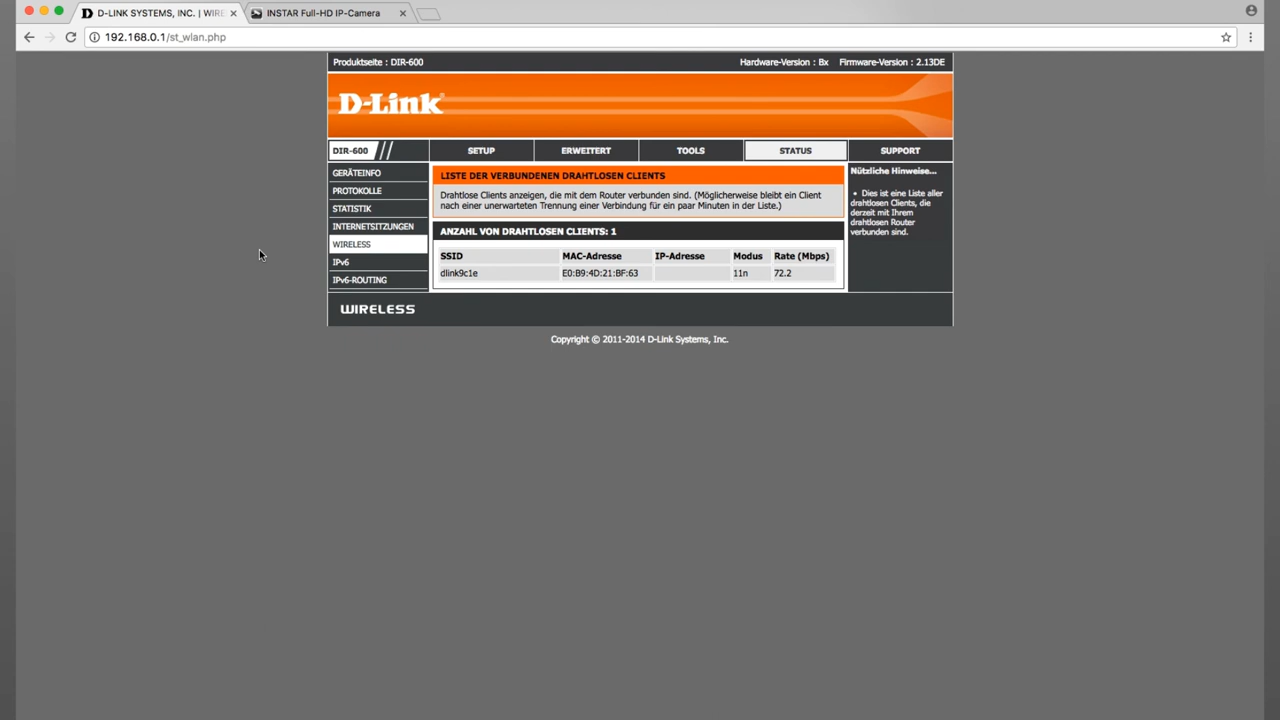 D-LINK SYSTEMS, INC. | WIRE
INSTAR Full-HD IP-Camera
192.168.0.1/st_wlan.php
Produktseite : DIR-600
Hardware-Version : Bx
Firmware-Version : 2.13DE
D-Link
DIR-600
SETUP
ERWEITERT
TOOLS
STATUS
SUPPORT
GERÄTEINFO
PROTOKOLLE
STATISTIK
INTERNETSITZUNGEN
WIRELESS
IPv6
IPv6-ROUTING
LISTE DER VERBUNDENEN DRAHTLOSEN CLIENTS
Drahtlose Clients anzeigen, die mit dem Router verbunden sind. (Möglicherweise bleibt ein Client
nach einer unerwarteten Trennung einer Verbindung für ein paar Minuten in der Liste.)
ANZAHL VON DRAHTLOSEN CLIENTS: 1
SSID MAC-Adresse IP-Adresse Modus Rate (Mbps)
dlink9c1e E0:B9:4D:21:BF:63 11n 72.2
Nützliche Hinweise...
• Dies ist eine Liste aller
drahtlosen Clients, die
derzeit mit Ihrem
drahtlosen Router
verbunden sind.
WIRELESS
Copyright © 2011-2014 D-Link Systems, Inc.